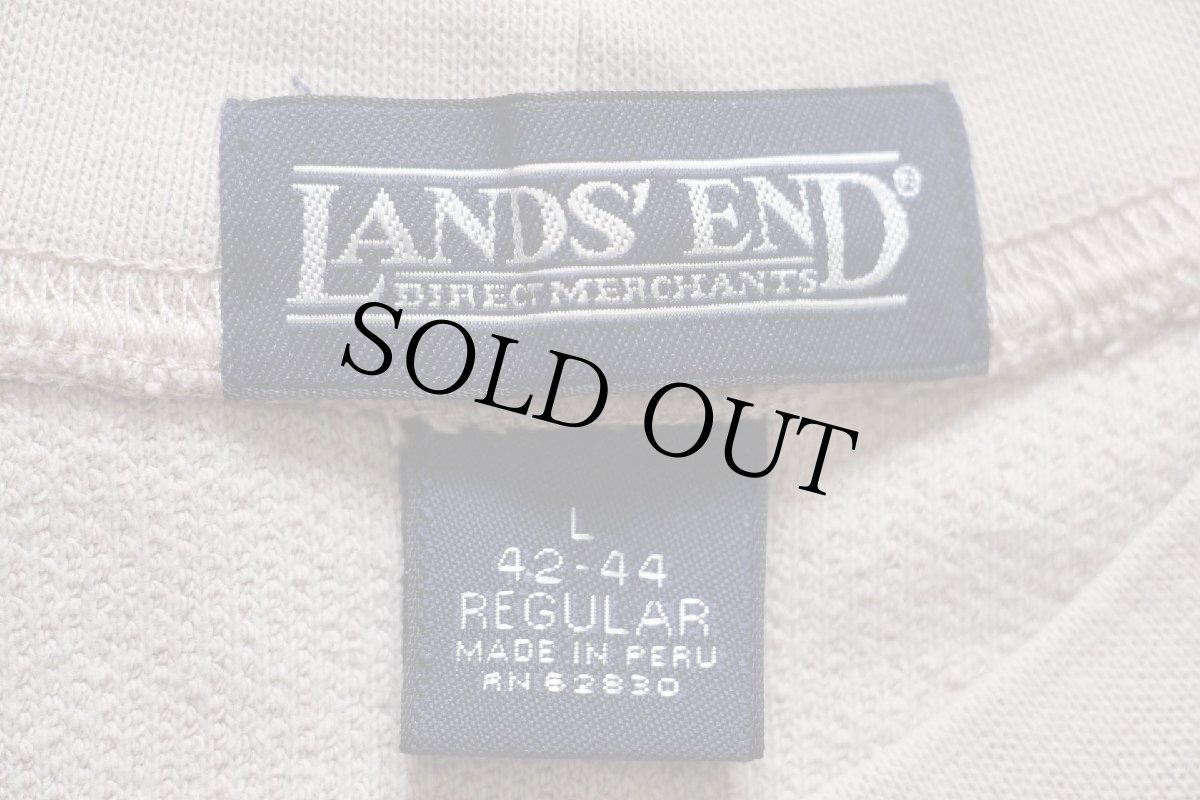 LANDS' END®
DIRECT MERCHANTS
SOLD OUT
L
42-44
REGULAR
MADE IN PERU
RN 62830